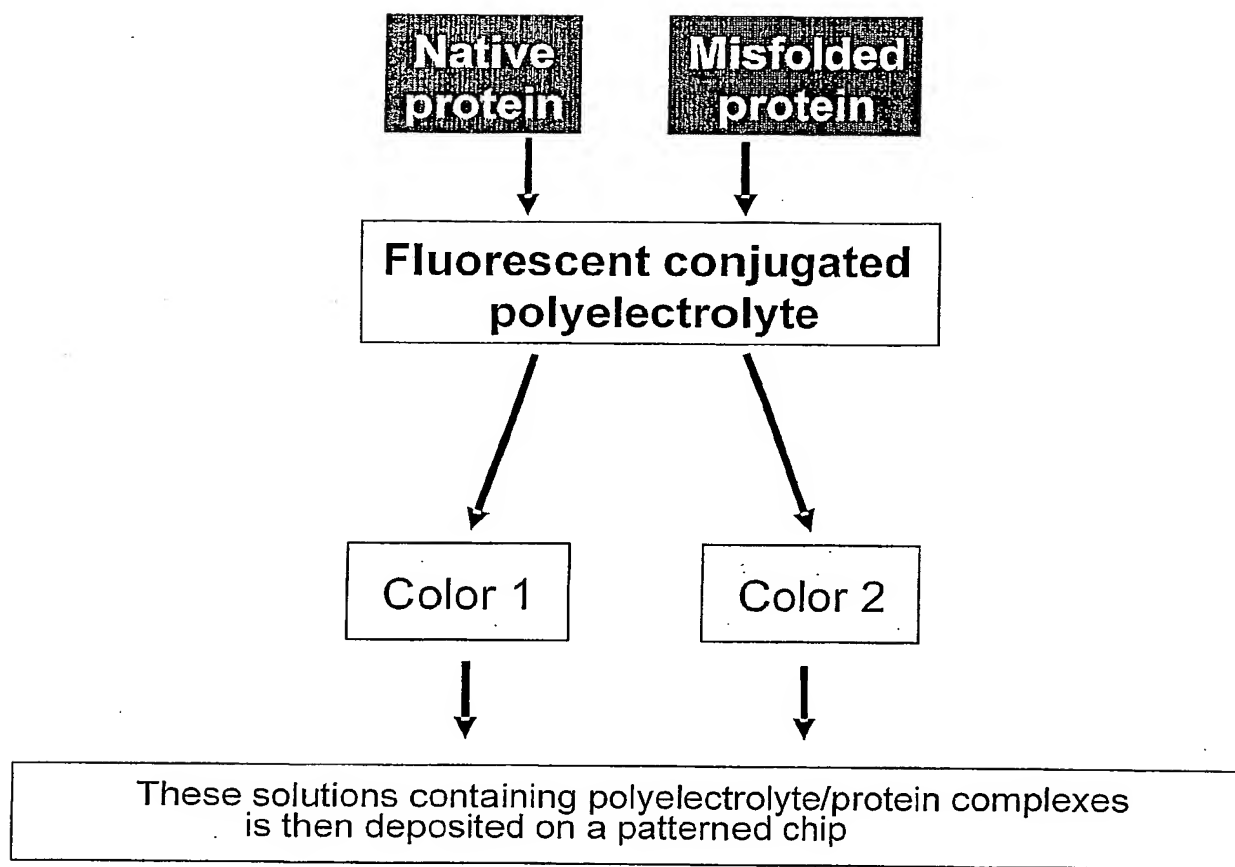 Native
protein
Misfolded
protein
Fluorescent conjugated
polyelectrolyte
Color 1
Color 2
These solutions containing polyelectrolyte/protein complexes
is then deposited on a patterned chip